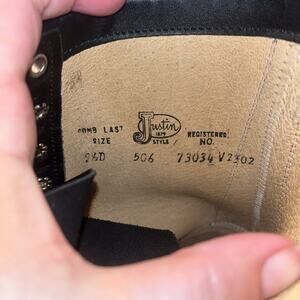 COMB LAST
SIZE
Justin
1879
STYLE
REGISTERED
NO.
9½D 506 73034 V2302